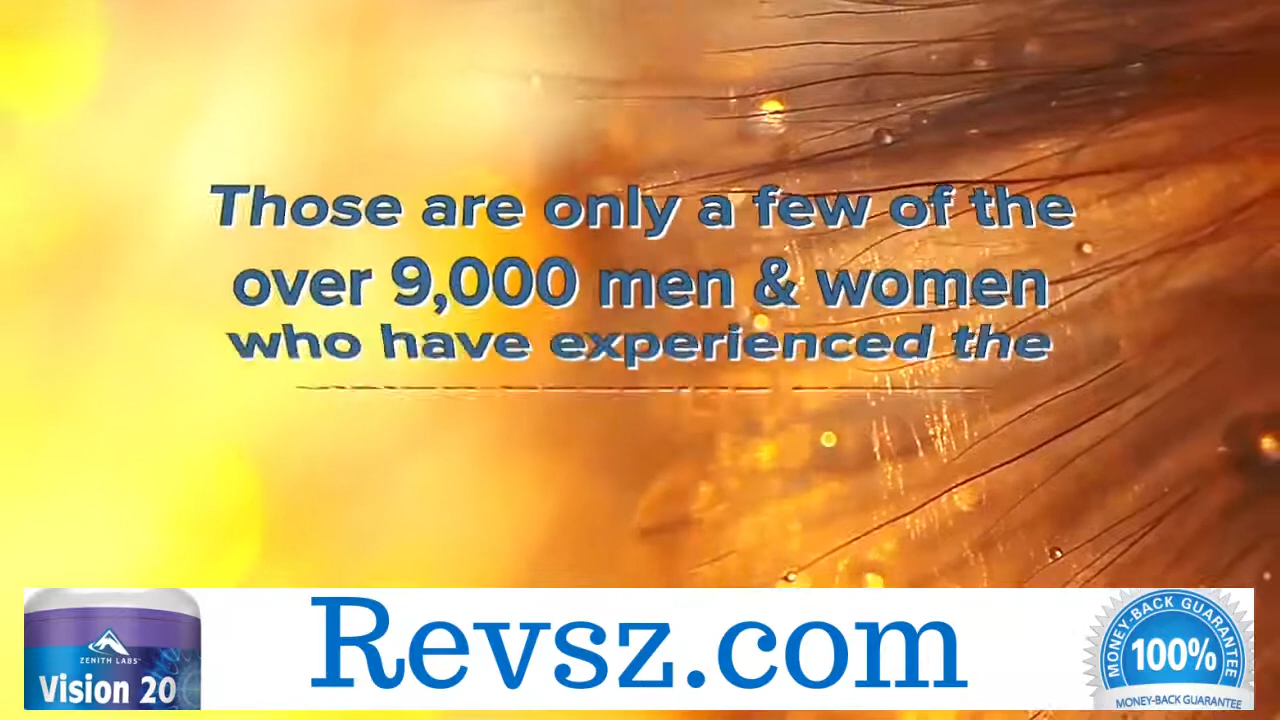 Those are only a few of the
over 9,000 men & women
who have experienced the
ZENITH LABS™
Vision 20
Revsz.com
MONEY-BACK GUARANTEE
100%
MONEY-BACK GUARANTEE